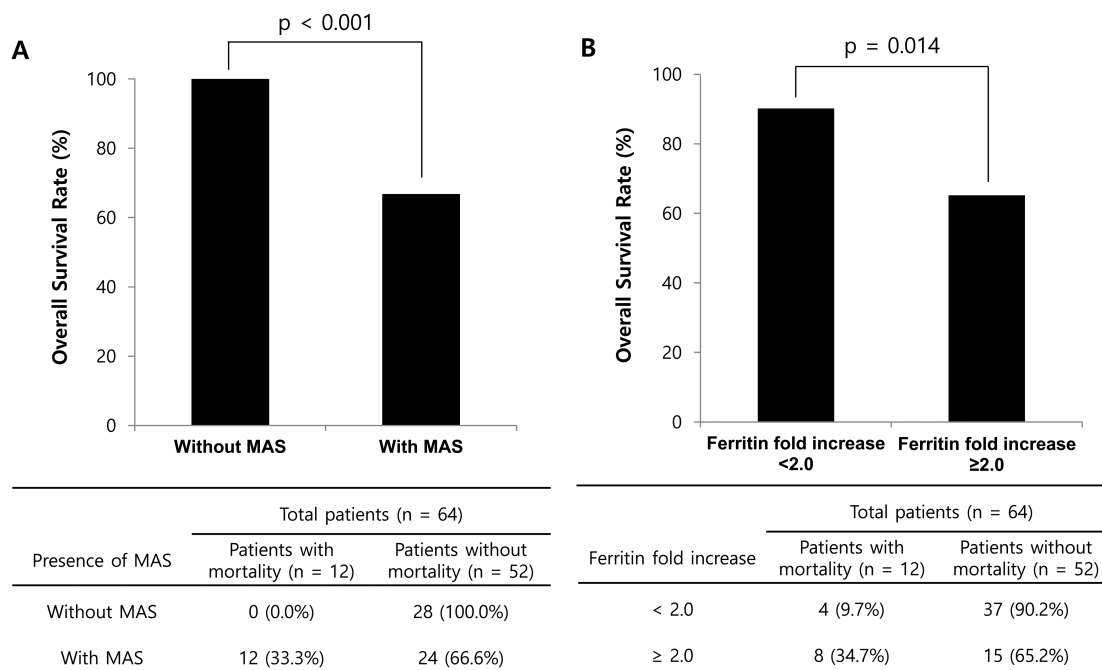 A
p < 0.001
Overall Survival Rate (%)
100
80
60
40
20
0
Without MAS
With MAS
Total patients (n = 64)
Presence of MAS
Patients with
mortality (n = 12)
Patients without
mortality (n = 52)
Without MAS
0 (0.0%)
28 (100.0%)
With MAS
12 (33.3%)
24 (66.6%)
B
p = 0.014
Overall Survival Rate (%)
100
80
60
40
20
0
Ferritin fold increase
<2.0
Ferritin fold increase
≥2.0
Total patients (n = 64)
Ferritin fold increase
Patients with
mortality (n = 12)
Patients without
mortality (n = 52)
< 2.0
4 (9.7%)
37 (90.2%)
≥ 2.0
8 (34.7%)
15 (65.2%)